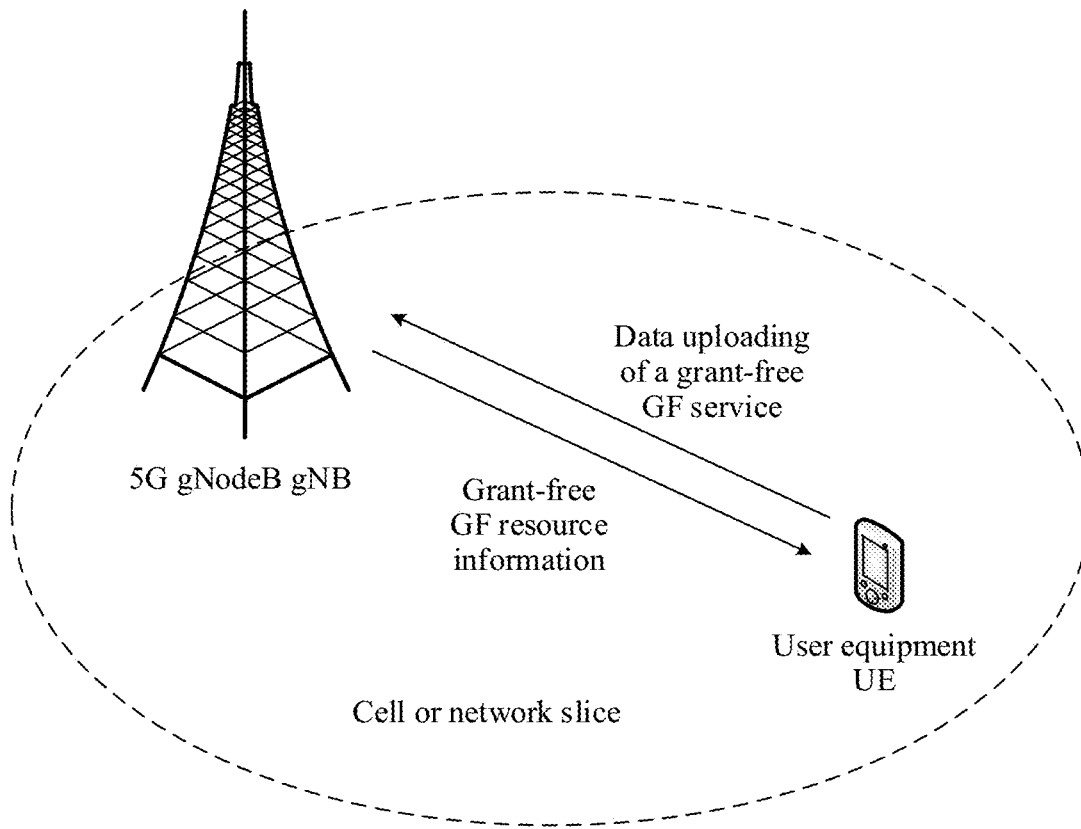 Data uploading
of a grant-free
GF service
5G gNodeB gNB
Grant-free
GF resource
information
User equipment
UE
Cell or network slice